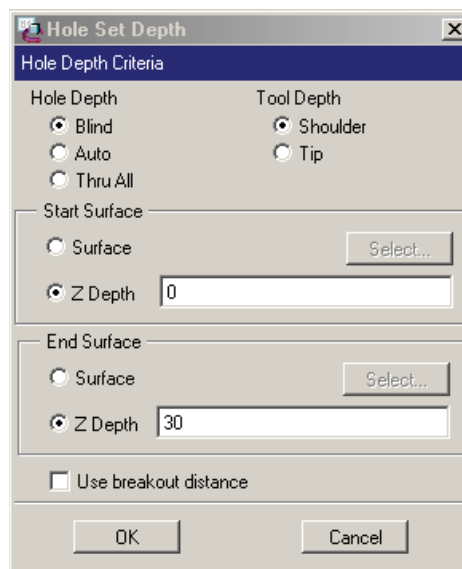 Hole Set Depth
Hole Depth Criteria
Hole Depth Tool Depth
Blind Shoulder
Auto Tip
Thru All
Start Surface
Surface Select...
Z Depth 0
End Surface
Surface Select...
Z Depth 30
Use breakout distance
OK Cancel